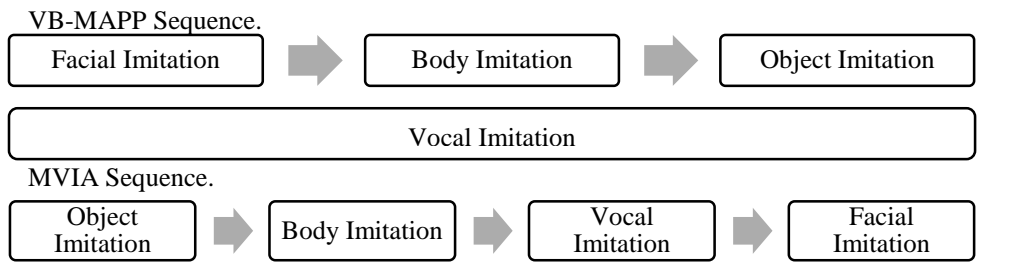 VB-MAPP Sequence.
Facial Imitation
Body Imitation
Object Imitation
Vocal Imitation
MVIA Sequence.
Object
Imitation
Body Imitation
Vocal
Imitation
Facial
Imitation